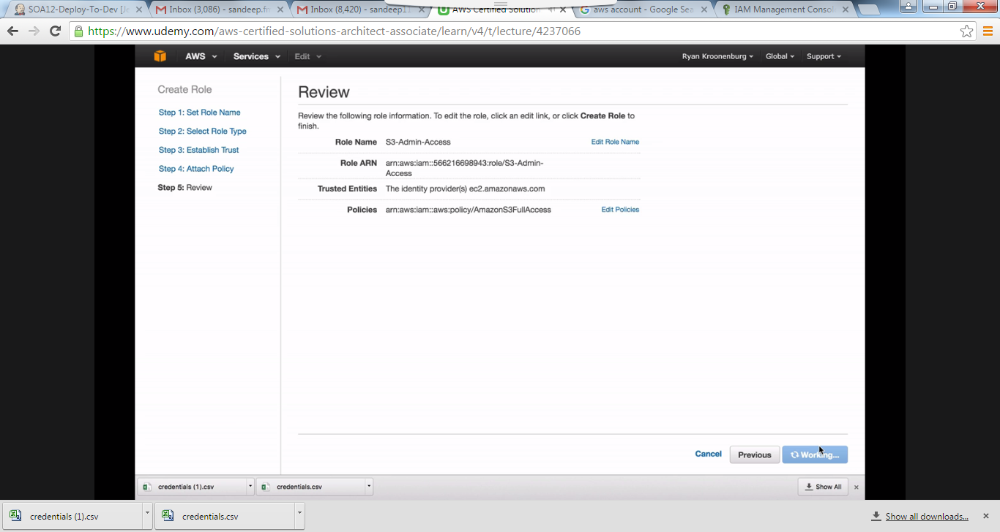 SOA12-Deploy-To-Dev [Je
Inbox (3,086) - sandeep.fm
Inbox (8,420) - sandeep11
AWS Certified Solution
aws account - Google Sea
IAM Management Consol
https://www.udemy.com/aws-certified-solutions-architect-associate/learn/v4/t/lecture/4237066
AWS Services Edit Ryan Kroonenburg Global Support
Create Role
Step 1: Set Role Name
Step 2: Select Role Type
Step 3: Establish Trust
Step 4: Attach Policy
Step 5: Review
Review
Review the following role information. To edit the role, click an edit link, or click Create Role to
finish.
Role Name S3-Admin-Access Edit Role Name
Role ARN arn:aws:iam::566216698943:role/S3-Admin-
Access
Trusted Entities The identity provider(s) ec2.amazonaws.com
Policies arn:aws:iam::aws:policy/AmazonS3FullAccess Edit Policies
Cancel Previous Working...
credentials (1).csv credentials.csv Show All
credentials (1).csv credentials.csv Show all downloads...